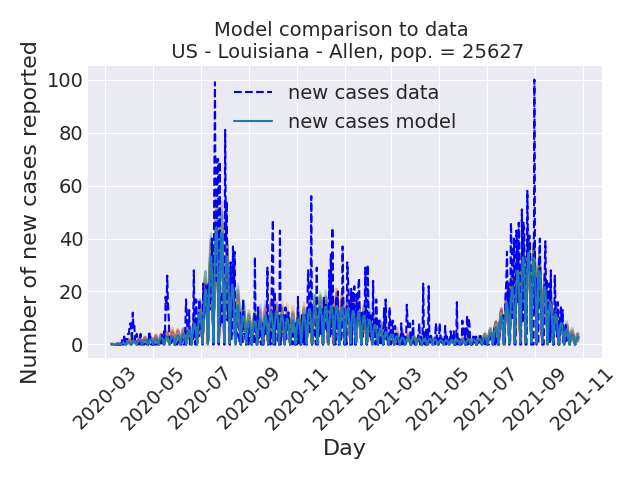 Model comparison to data
US - Louisiana - Allen, pop. = 25627
new cases data
new cases model
Number of new cases reported
100
80
60
40
20
0
2020-03
2020-05
2020-07
2020-09
2020-11
2021-01
2021-03
2021-05
2021-07
2021-09
2021-11
Day